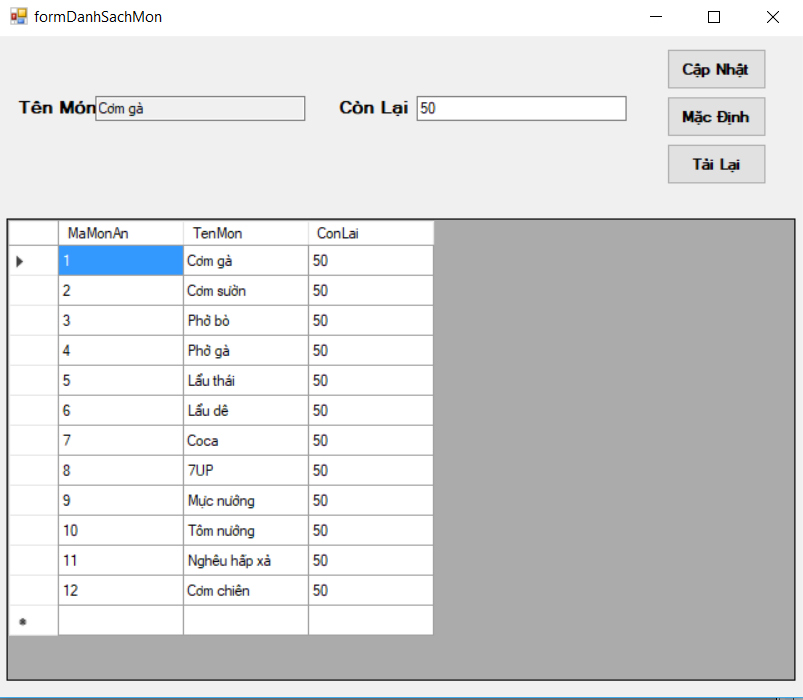 formDanhSachMon
Cập Nhật
Tên Món Cơm gà Còn Lại 50
Mặc Định
Tải Lại
MaMonAn TenMon ConLai
1 Cơm gà 50
2 Cơm sườn 50
3 Phở bò 50
4 Phở gà 50
5 Lẩu thái 50
6 Lẩu dê 50
7 Coca 50
8 7UP 50
9 Mực nướng 50
10 Tôm nướng 50
11 Nghêu hấp xả 50
12 Cơm chiên 50